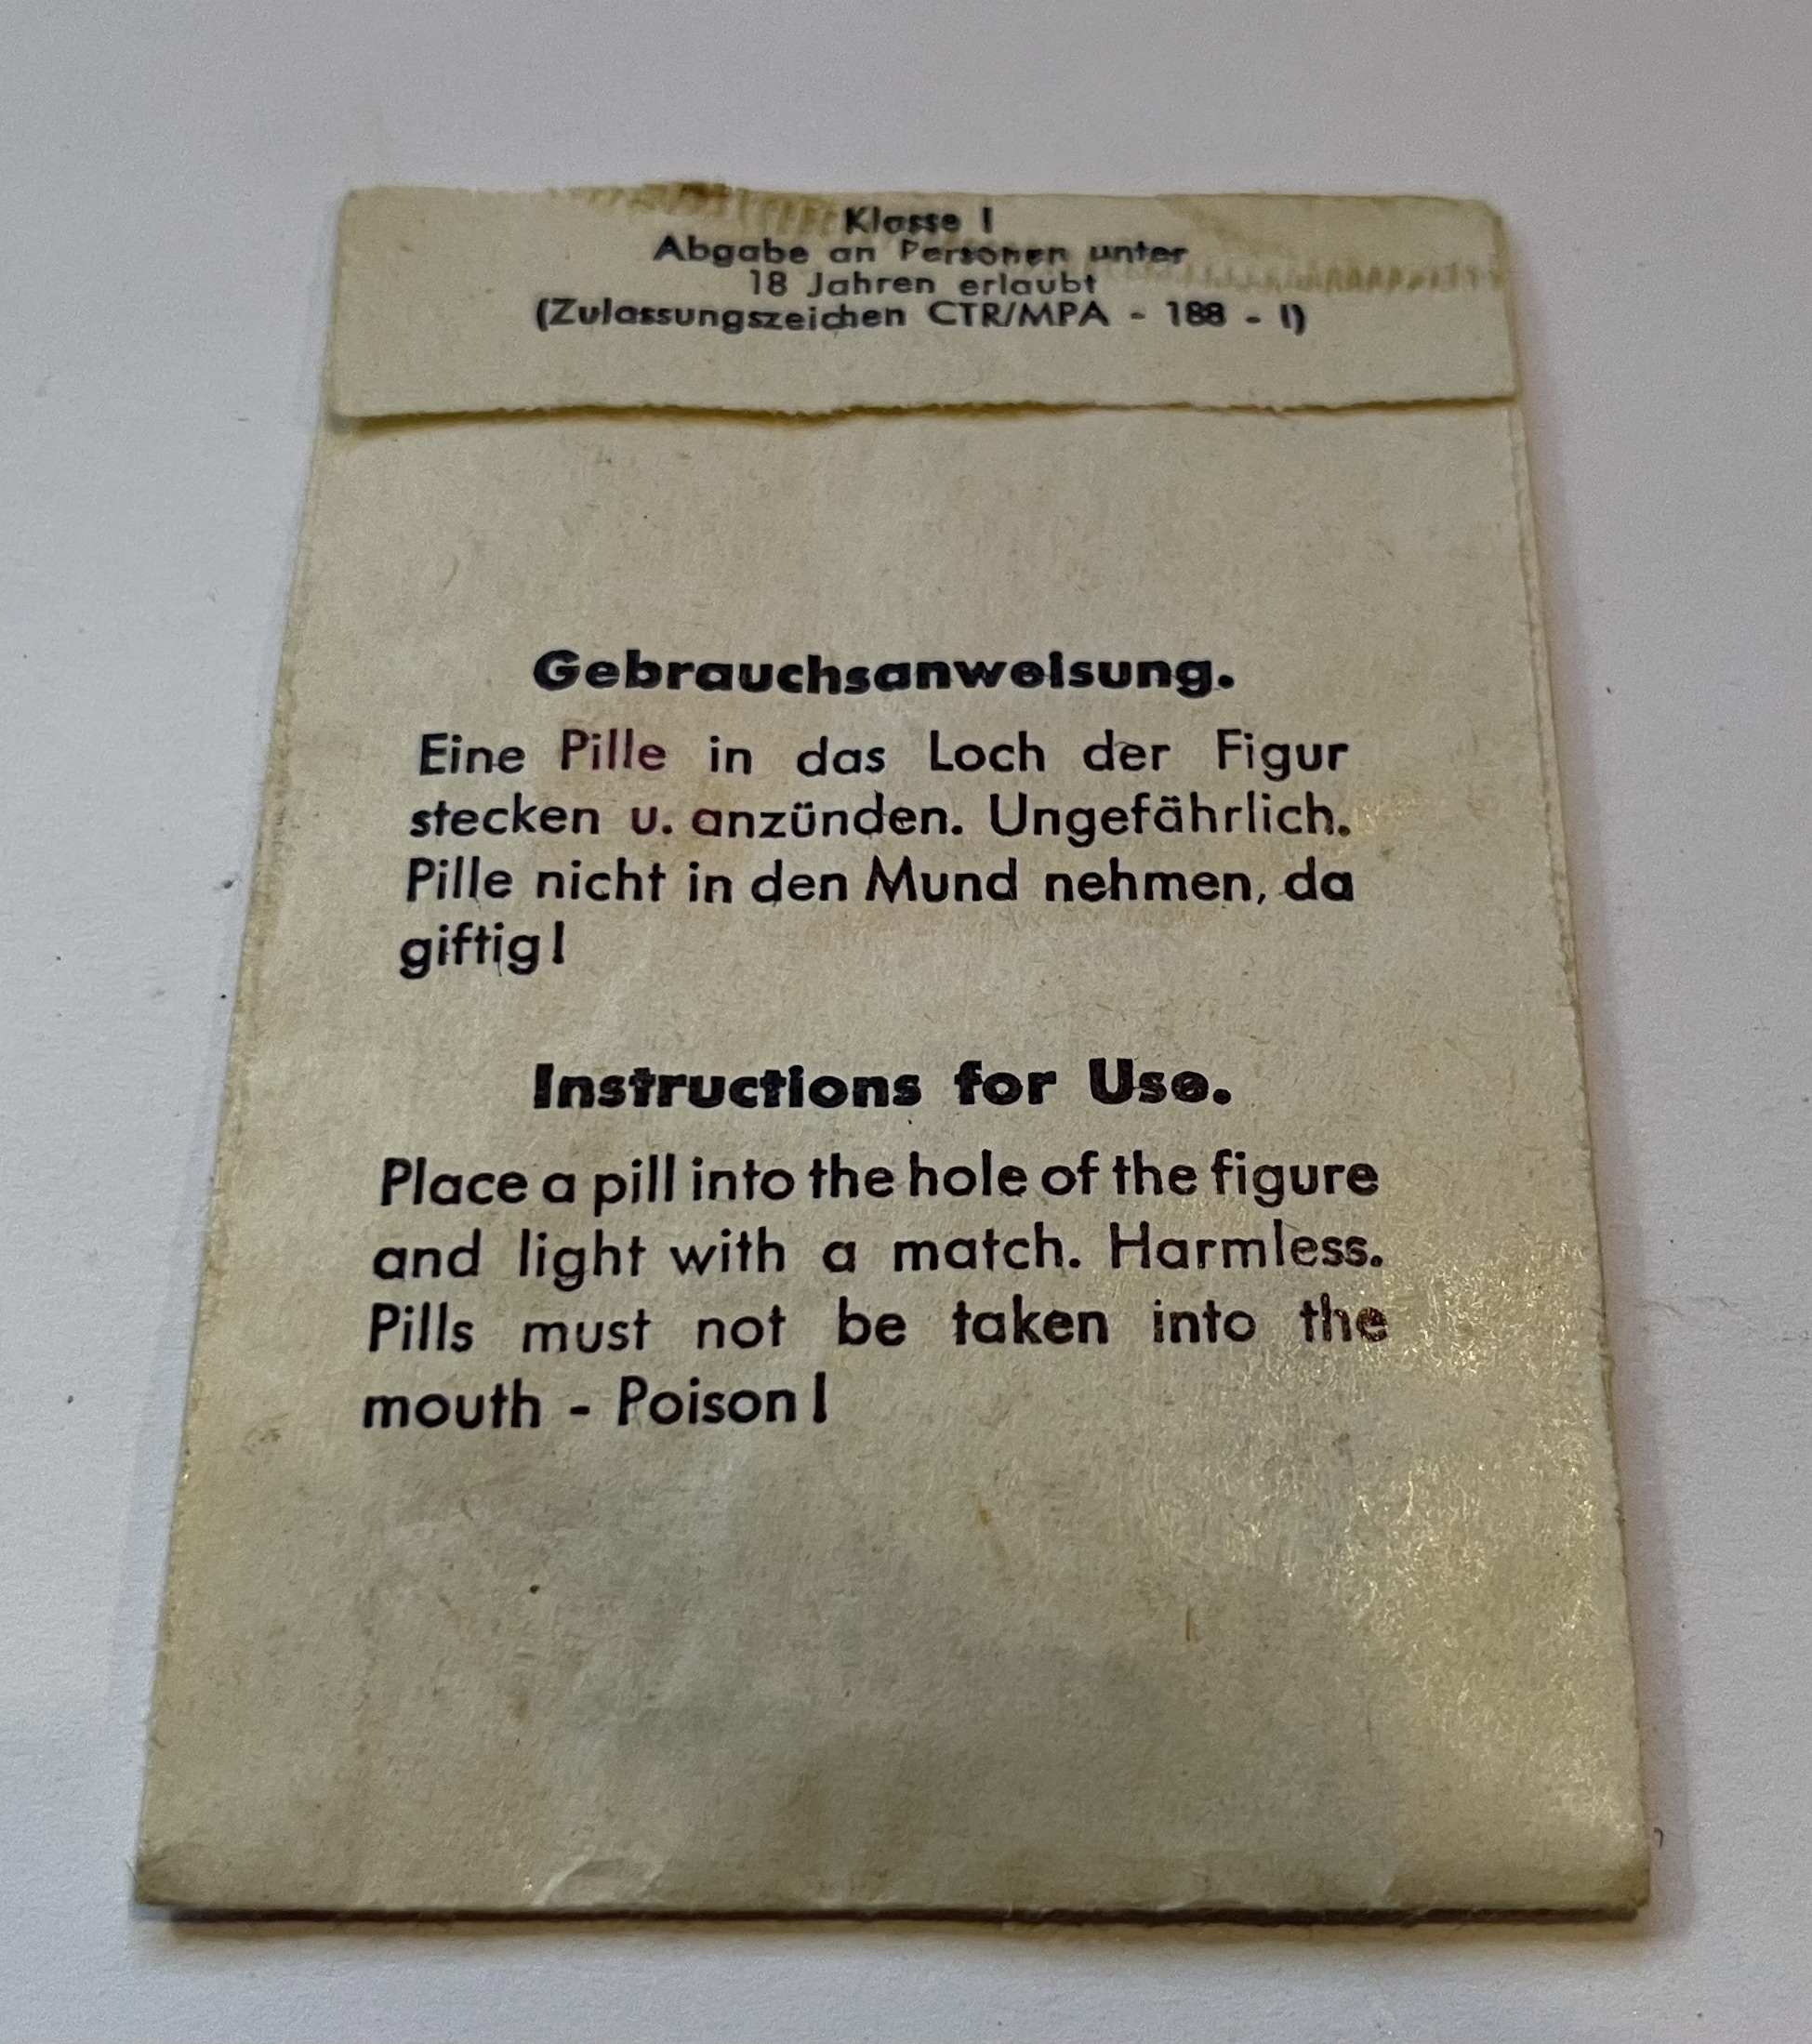 Klasse I
Abgabe an Personen unter
18 Jahren erlaubt
(Zulassungszeichen CTR/MPA - 188 - I)
Gebrauchsanweisung.
Eine Pille in das Loch der Figur
stecken u. anzünden. Ungefährlich.
Pille nicht in den Mund nehmen, da
giftig!
Instructions for Use.
Place a pill into the hole of the figure
and light with a match. Harmless.
Pills must not be taken into the
mouth - Poison!